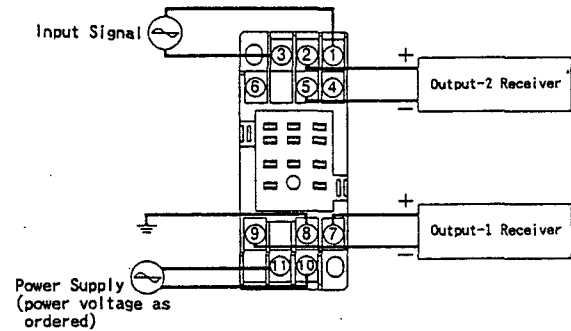 Input Signal
3 2 1
6 5 4
+
Output-2 Receiver
−
+
Output-1 Receiver
−
9 8 7
11 10
Power Supply
(power voltage as
ordered)